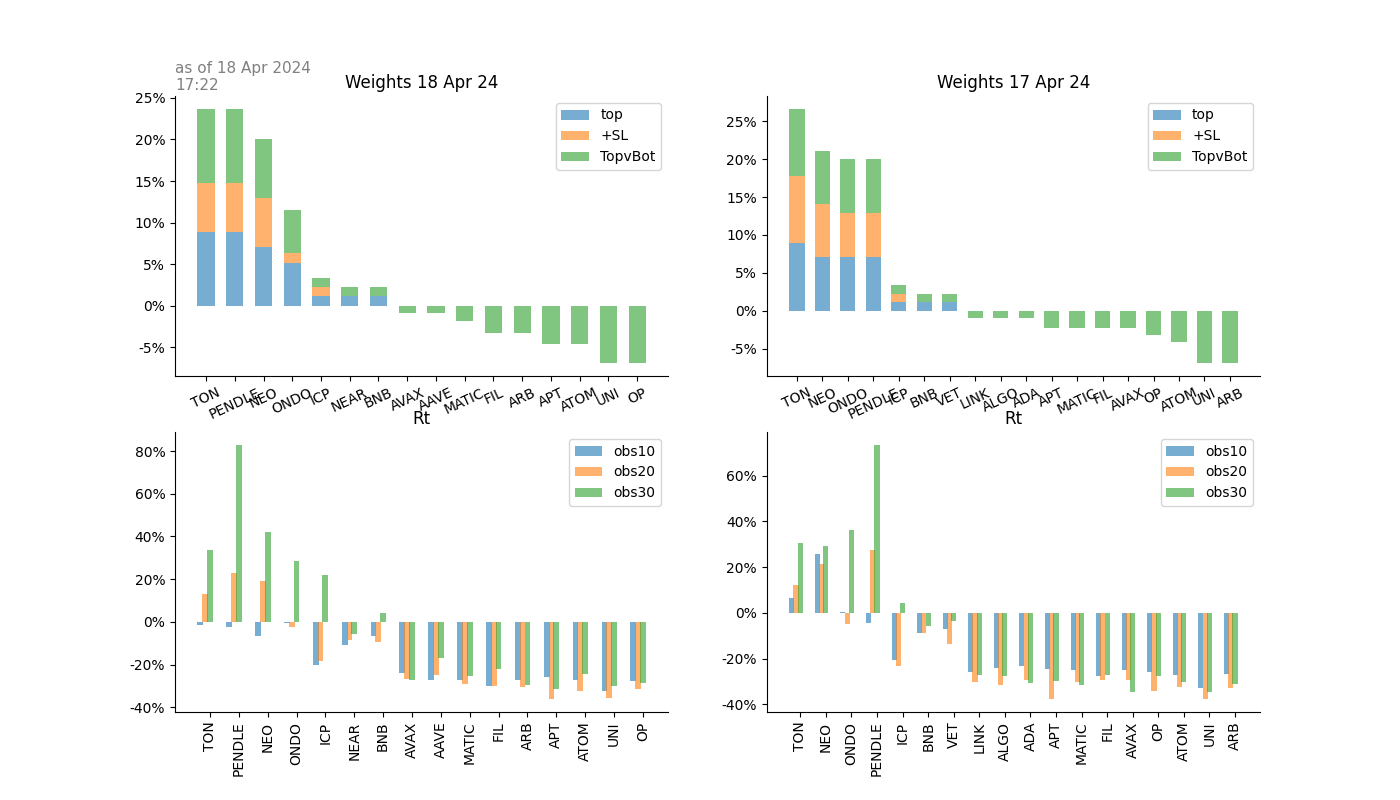 as of 18 Apr 2024
17:22
Weights 18 Apr 24
25%
20%
15%
10%
5%
0%
-5%
top
+SL
TopvBot
TON
PENDLE
NEO
ONDO
ICP
NEAR
BNB
AVAX
AAVE
MATIC
FIL
ARB
APT
ATOM
UNI
OP
Weights 17 Apr 24
25%
20%
15%
10%
5%
0%
-5%
top
+SL
TopvBot
TON
NEO
ONDO
PENDLE
ICP
BNB
VET
LINK
ALGO
ADA
APT
MATIC
FIL
AVAX
OP
ATOM
UNI
ARB
Rt
80%
60%
40%
20%
0%
-20%
-40%
obs10
obs20
obs30
TON
PENDLE
NEO
ONDO
ICP
NEAR
BNB
AVAX
AAVE
MATIC
FIL
ARB
APT
ATOM
UNI
OP
Rt
60%
40%
20%
0%
-20%
-40%
obs10
obs20
obs30
TON
NEO
ONDO
PENDLE
ICP
BNB
VET
LINK
ALGO
ADA
APT
MATIC
FIL
AVAX
OP
ATOM
UNI
ARB